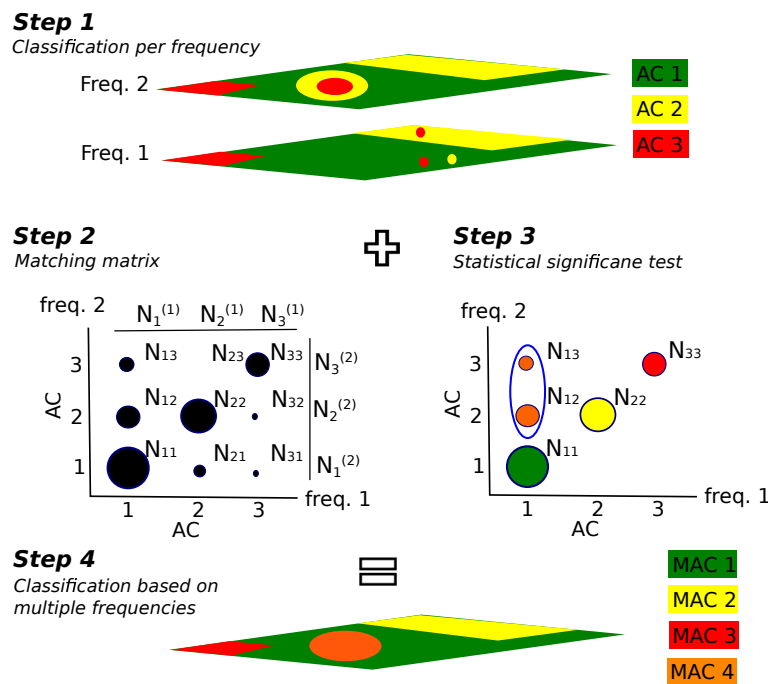 Step 1
Classification per frequency
Freq. 2
AC 1
AC 2
Freq. 1
AC 3
Step 2
Matching matrix
Step 3
Statistical significane test
freq. 2
N1(1) N2(1) N3(1)
3
N13 N23 N33
N3(2)
AC
2
N12 N22 N32
N2(2)
1
N11 N21 N31
N1(2)
freq. 1
1 2 3
AC
freq. 2
3
N13 N33
AC
2
N12 N22
1
N11
freq. 1
1 2 3
AC
Step 4
Classification based on
multiple frequencies
MAC 1
MAC 2
MAC 3
MAC 4